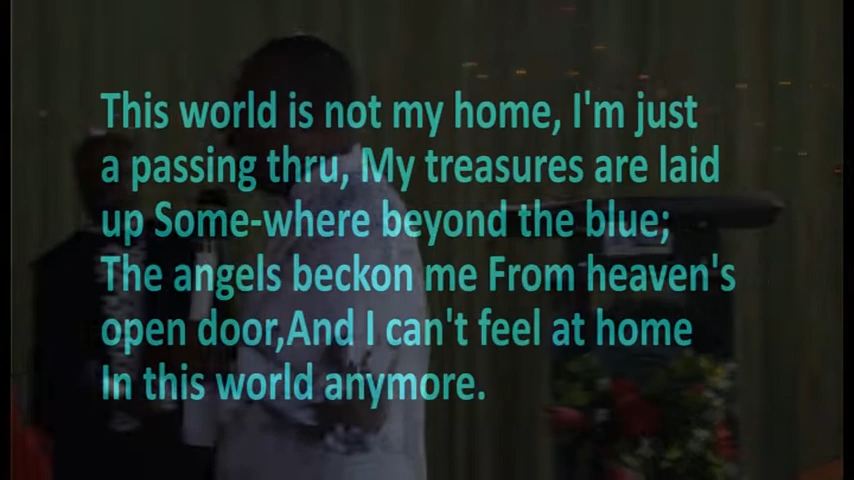 This world is not my home, I'm just
a passing thru, My treasures are laid
up Some-where beyond the blue;
The angels beckon me From heaven's
open door,And I can't feel at home
In this world anymore.